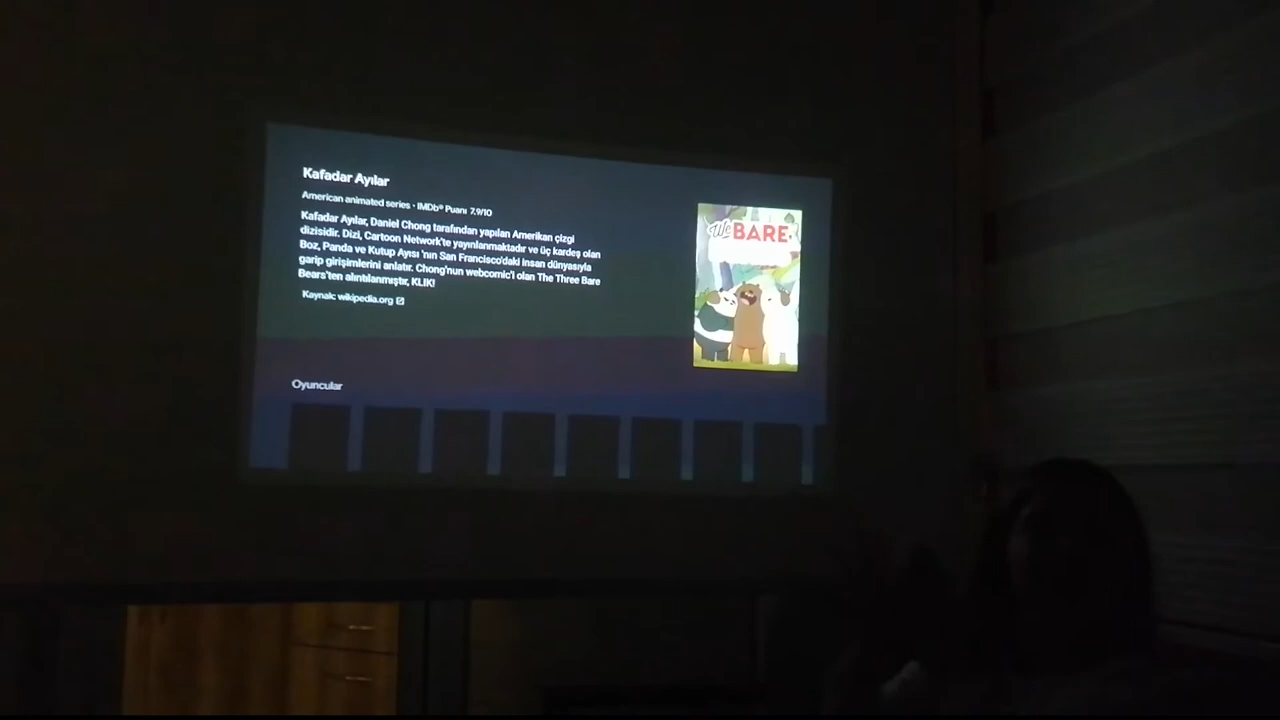 Kafadar Ayılar
American animated series • IMDb® Puanı 7.9/10
Kafadar Ayılar, Daniel Chong tarafından yapılan Amerikan çizgi
dizisidir. Dizi, Cartoon Network'te yayınlanmaktadır ve üç kardeş olan
Boz, Panda ve Kutup Ayısı 'nın San Francisco'daki insan dünyasıyla
garip girişimlerini anlatır. Chong'nun webcomic'i olan The Three Bare
Bears'ten alıntılanmıştır, KLIK!
Kaynak: wikipedia.org
We BARE
Oyuncular